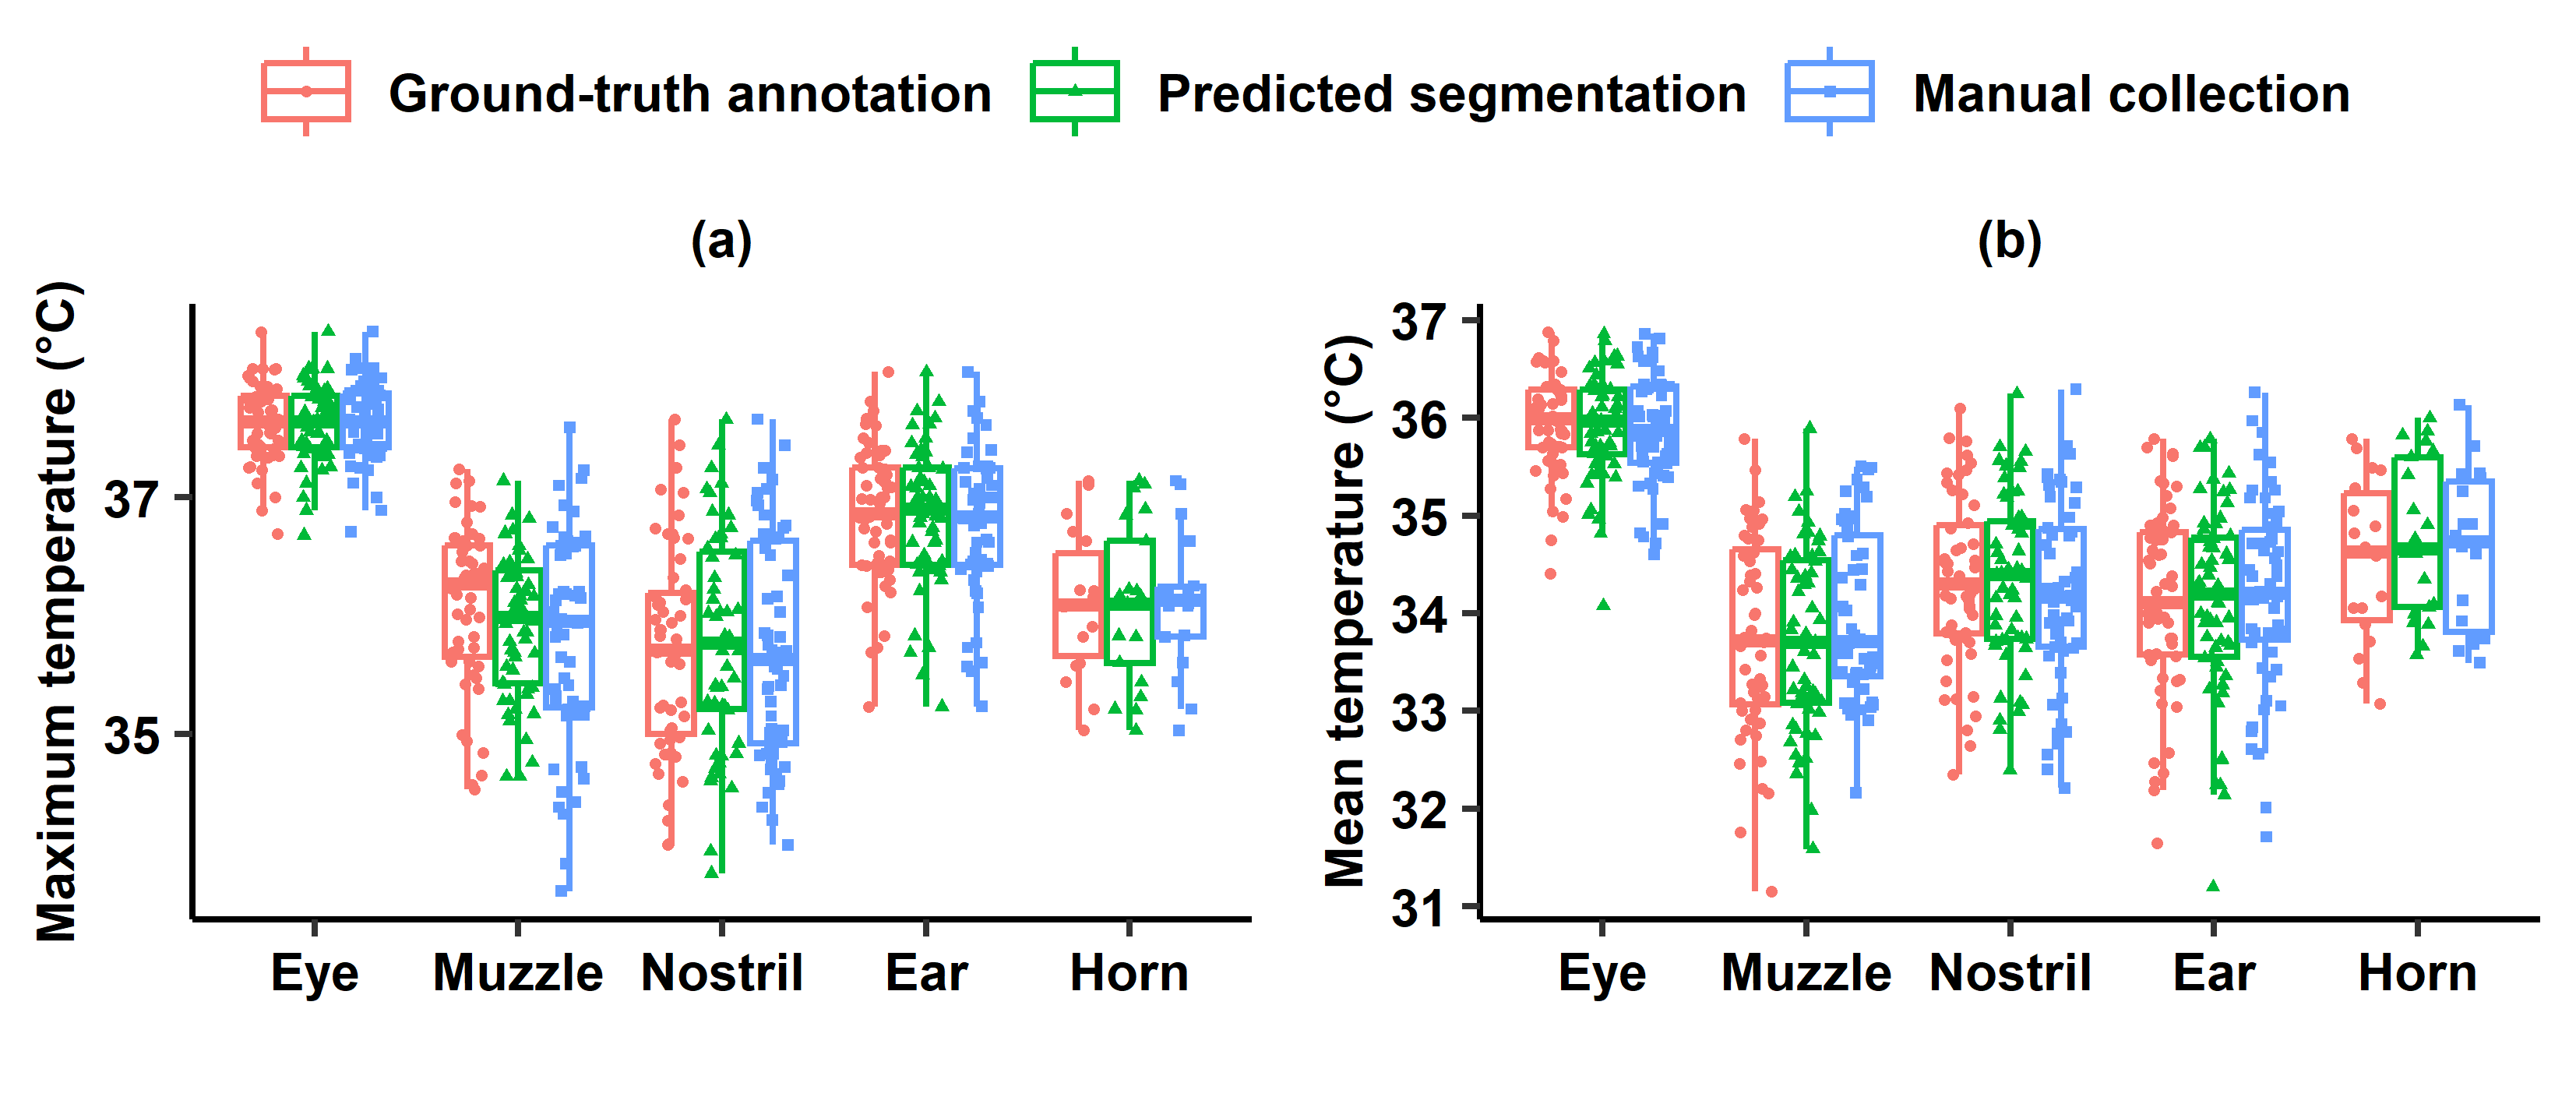 Ground-truth annotation Predicted segmentation Manual collection
(a)
Maximum temperature (°C)
37
35
Eye Muzzle Nostril Ear Horn
(b)
Mean temperature (°C)
37
36
35
34
33
32
31
Eye Muzzle Nostril Ear Horn